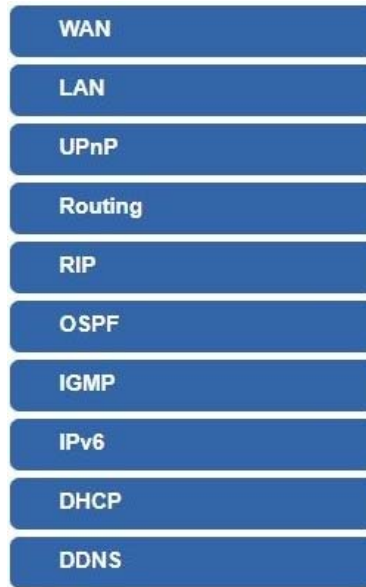 WAN
LAN
UPnP
Routing
RIP
OSPF
IGMP
IPv6
DHCP
DDNS